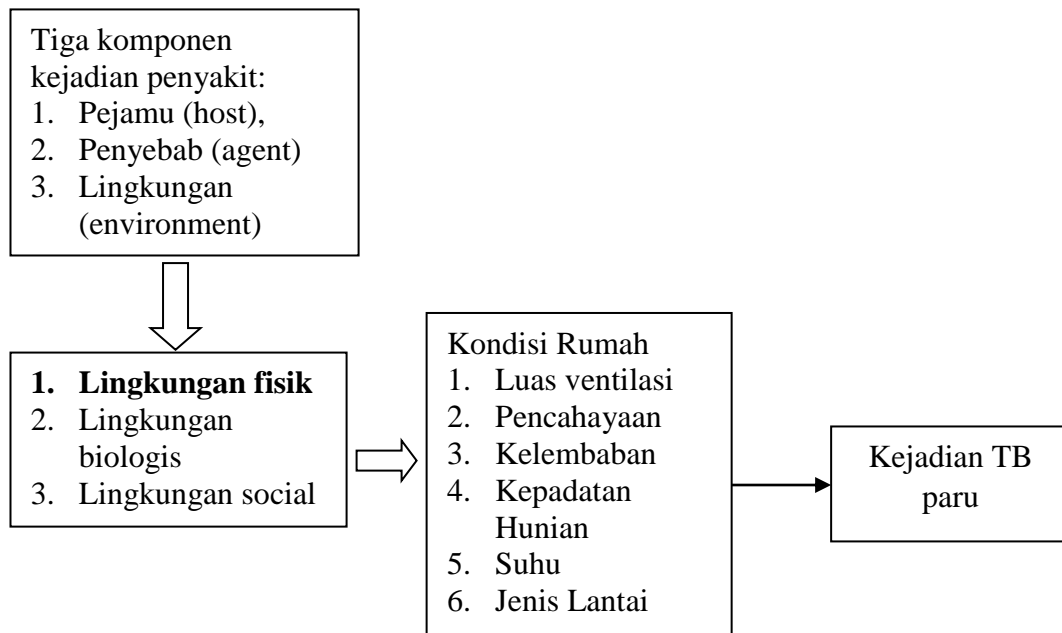 Tiga komponen
kejadian penyakit:
1. Pejamu (host),
2. Penyebab (agent)
3. Lingkungan
(environment)
1. Lingkungan fisik
2. Lingkungan
biologis
3. Lingkungan social
Kondisi Rumah
1. Luas ventilasi
2. Pencahayaan
3. Kelembaban
4. Kepadatan
Hunian
5. Suhu
6. Jenis Lantai
Kejadian TB
paru